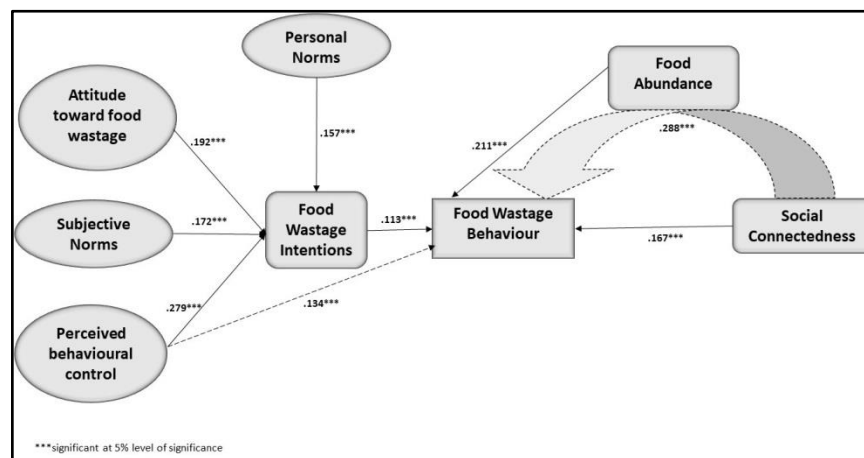 Personal
Norms
Food
Abundance
Attitude
toward food
wastage
.192***
.157***
.211***
.288***
Subjective
Norms
.172***
Food
Wastage
Intentions
.113***
Food Wastage
Behaviour
.167***
Social
Connectedness
.279***
.134***
Perceived
behavioural
control
***significant at 5% level of significance